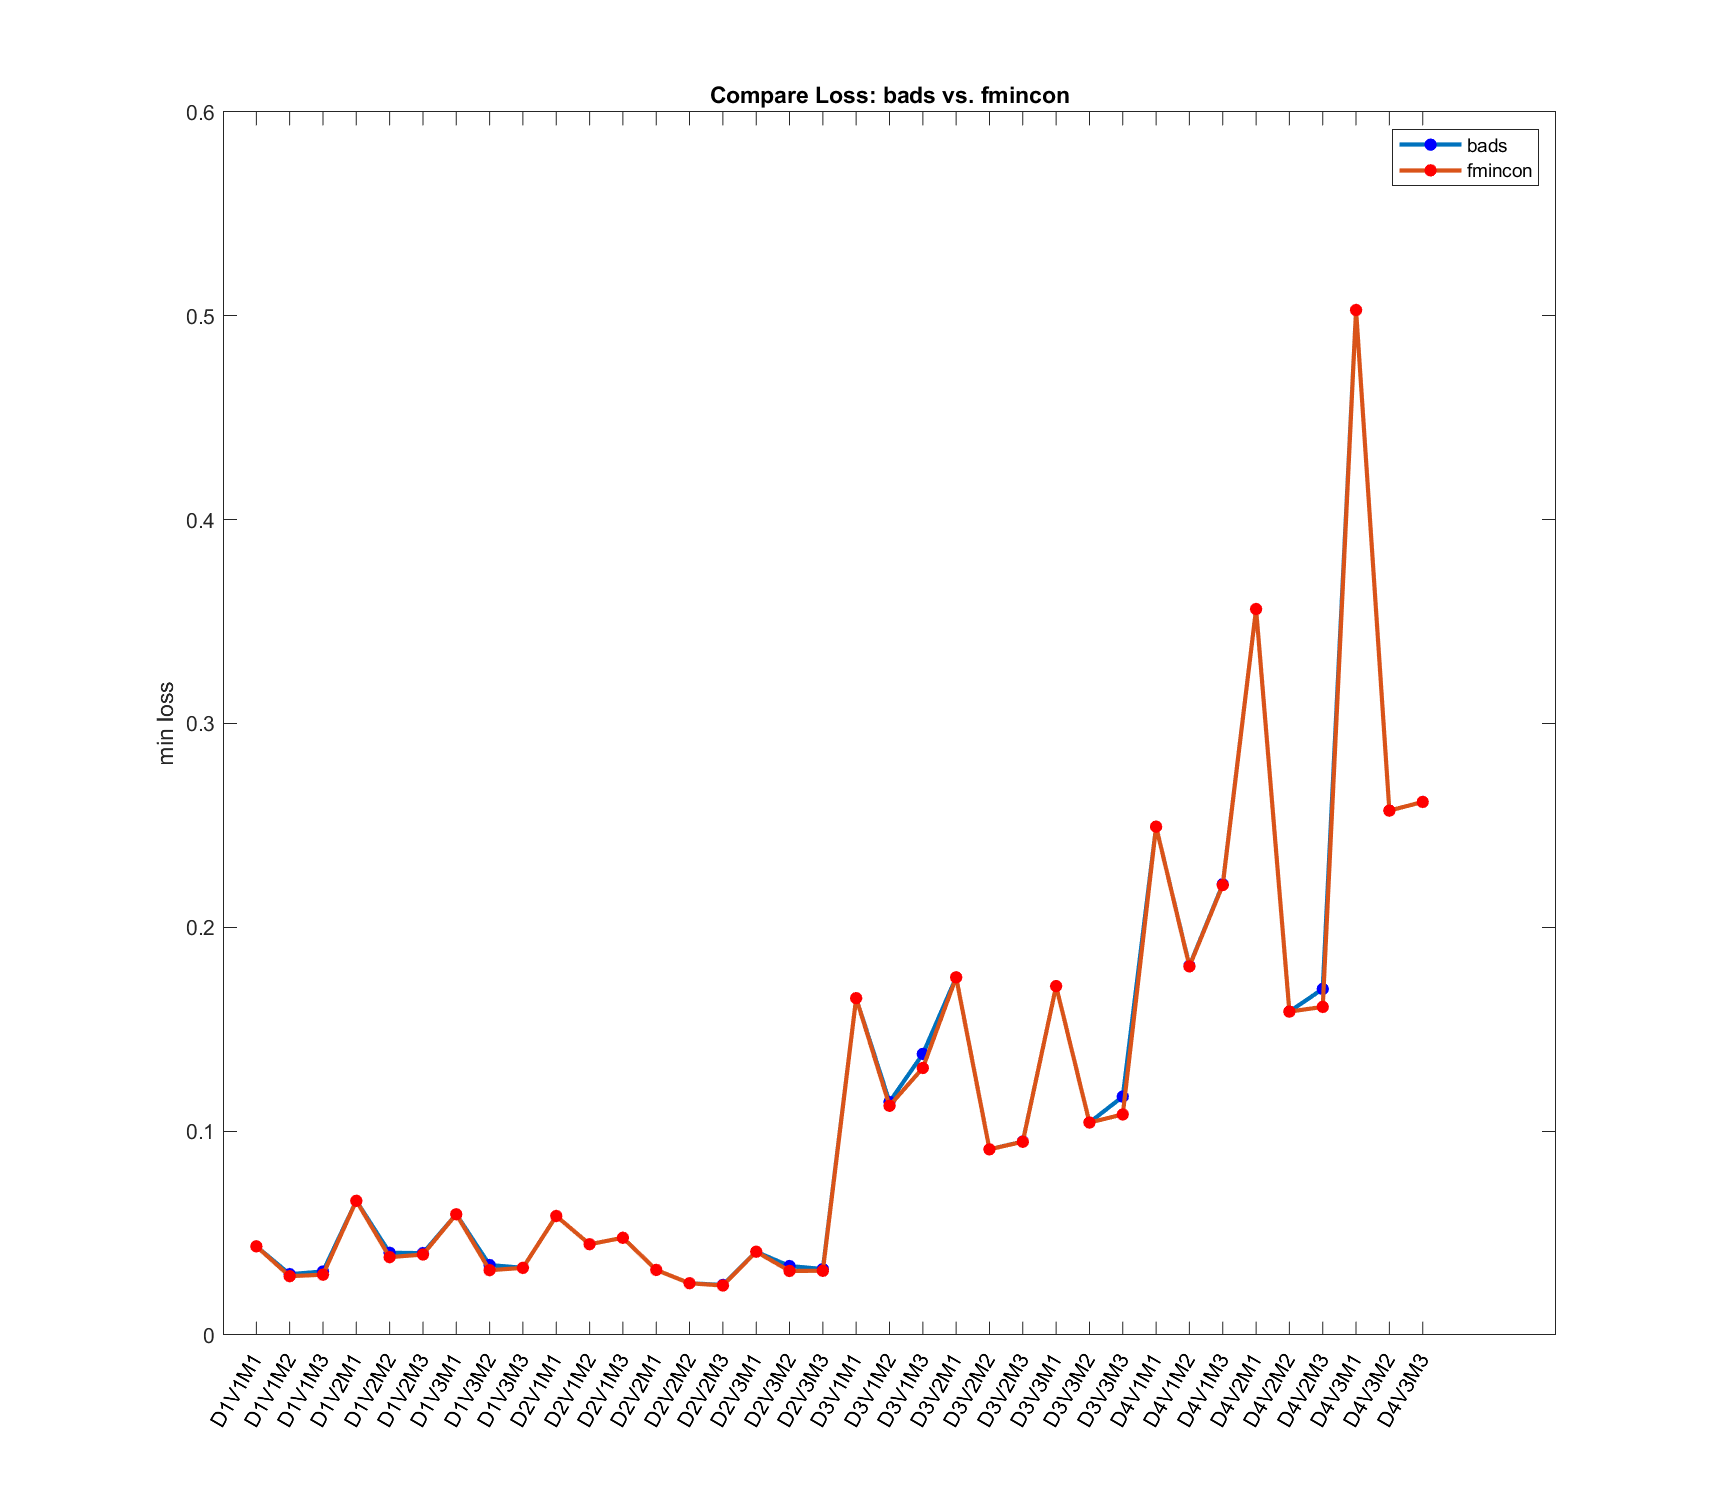 Compare Loss: bads vs. fmincon
bads
fmincon
min loss
0.6
0.5
0.4
0.3
0.2
0.1
0
D1V1M1
D1V1M2
D1V1M3
D1V2M1
D1V2M2
D1V2M3
D1V3M1
D1V3M2
D1V3M3
D2V1M1
D2V1M2
D2V1M3
D2V2M1
D2V2M2
D2V2M3
D2V3M1
D2V3M2
D2V3M3
D3V1M1
D3V1M2
D3V1M3
D3V2M1
D3V2M2
D3V2M3
D3V3M1
D3V3M2
D3V3M3
D4V1M1
D4V1M2
D4V1M3
D4V2M1
D4V2M2
D4V2M3
D4V3M1
D4V3M2
D4V3M3